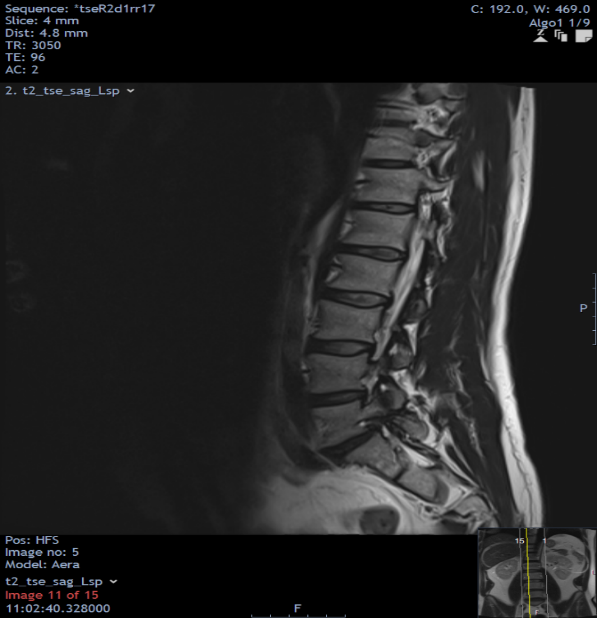 Sequence: *tseR2d1rr17
Slice: 4 mm
Dist: 4.8 mm
TR: 3050
TE: 96
AC: 2
C: 192.0, W: 469.0
Algo1 1/9
Z
2. t2_tse_sag_Lsp
P
Pos: HFS
Image no: 5
Model: Aera
t2_tse_sag_Lsp
Image 11 of 15
11:02:40.328000
F
15 1
F